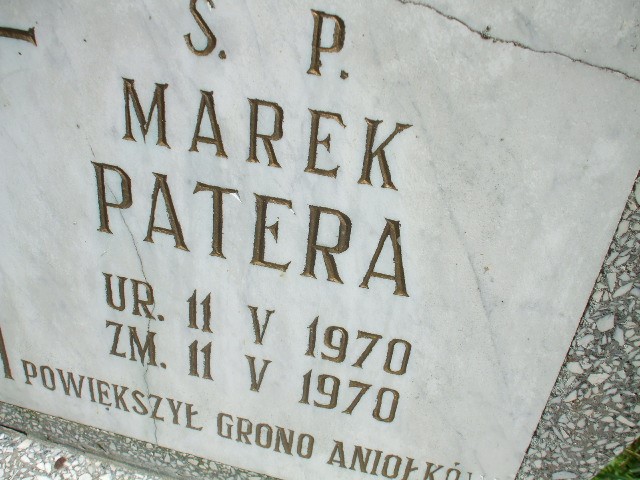 S. P.
MAREK
PATERA
UR. 11 V 1970
ZM. 11 V 1970
POWIĘKSZYŁ GRONO ANIOŁKÓW